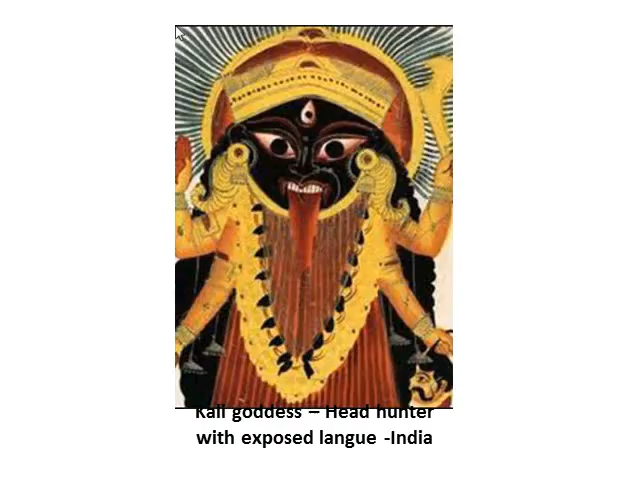 Kali goddess – Head hunter
with exposed langue -India